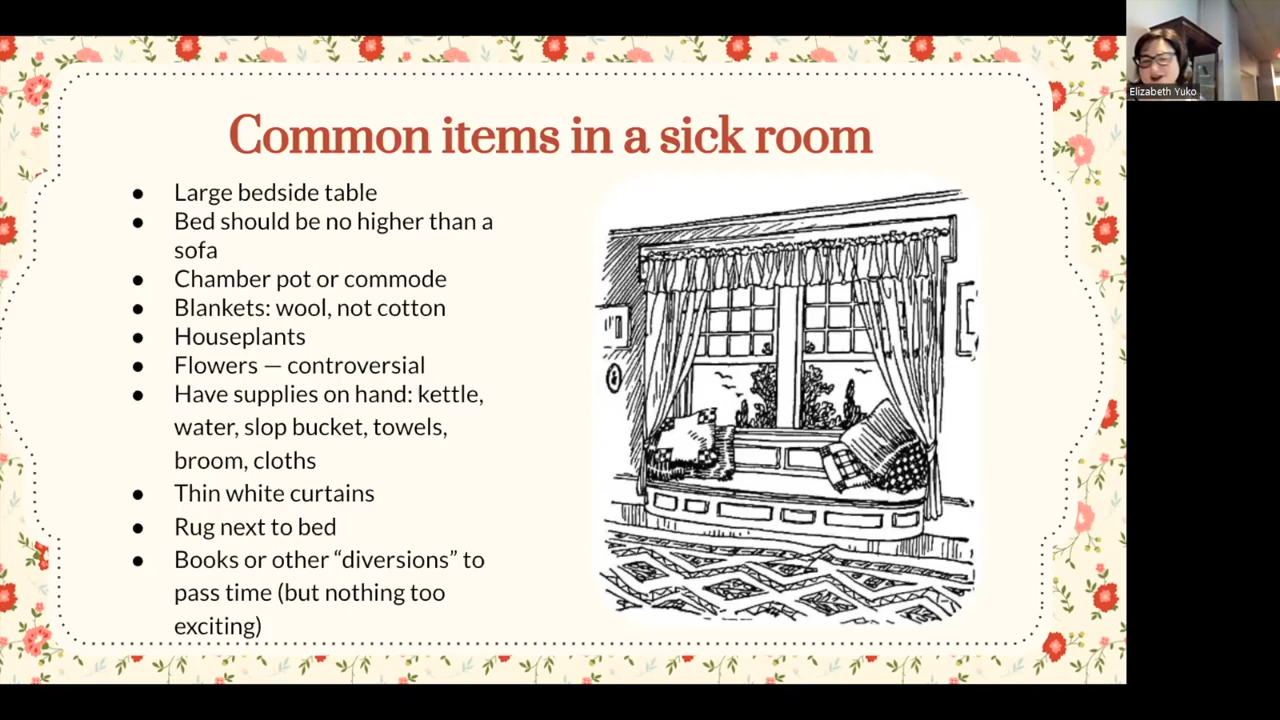 Common items in a sick room
● Large bedside table
● Bed should be no higher than a
sofa
● Chamber pot or commode
● Blankets: wool, not cotton
● Houseplants
● Flowers — controversial
● Have supplies on hand: kettle,
water, slop bucket, towels,
broom, cloths
● Thin white curtains
● Rug next to bed
● Books or other “diversions” to
pass time (but nothing too
exciting)
Elizabeth Yuko